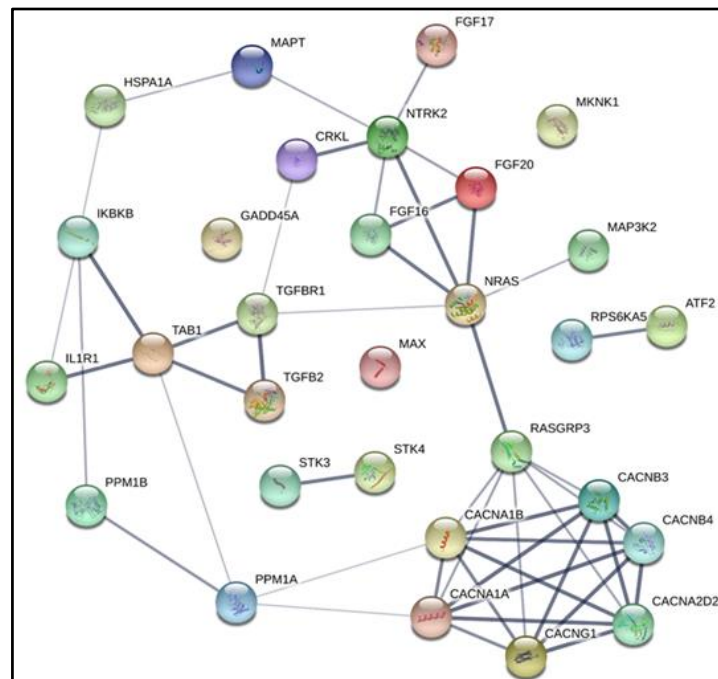 FGF17
MAPT
HSPA1A
MKNK1
NTRK2
CRKL
FGF20
GADD45A
FGF16
IKBKB
MAP3K2
TGFBR1
NRAS
ATF2
RPS6KA5
TAB1
IL1R1
MAX
TGFB2
RASGRP3
STK4
STK3
CACNB3
PPM1B
CACNA1B
CACNB4
PPM1A
CACNA1A
CACNA2D2
CACNG1